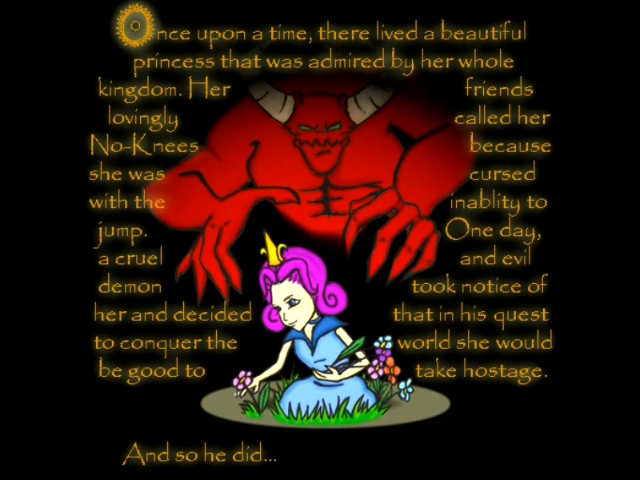 Once upon a time, there lived a beautiful
princess that was admired by her whole
kingdom. Her friends
lovingly called her
No-Knees because
she was cursed
with the inablity to
jump. One day,
a cruel and evil
demon took notice of
her and decided that in his quest
to conquer the world she would
be good to take hostage.
And so he did...